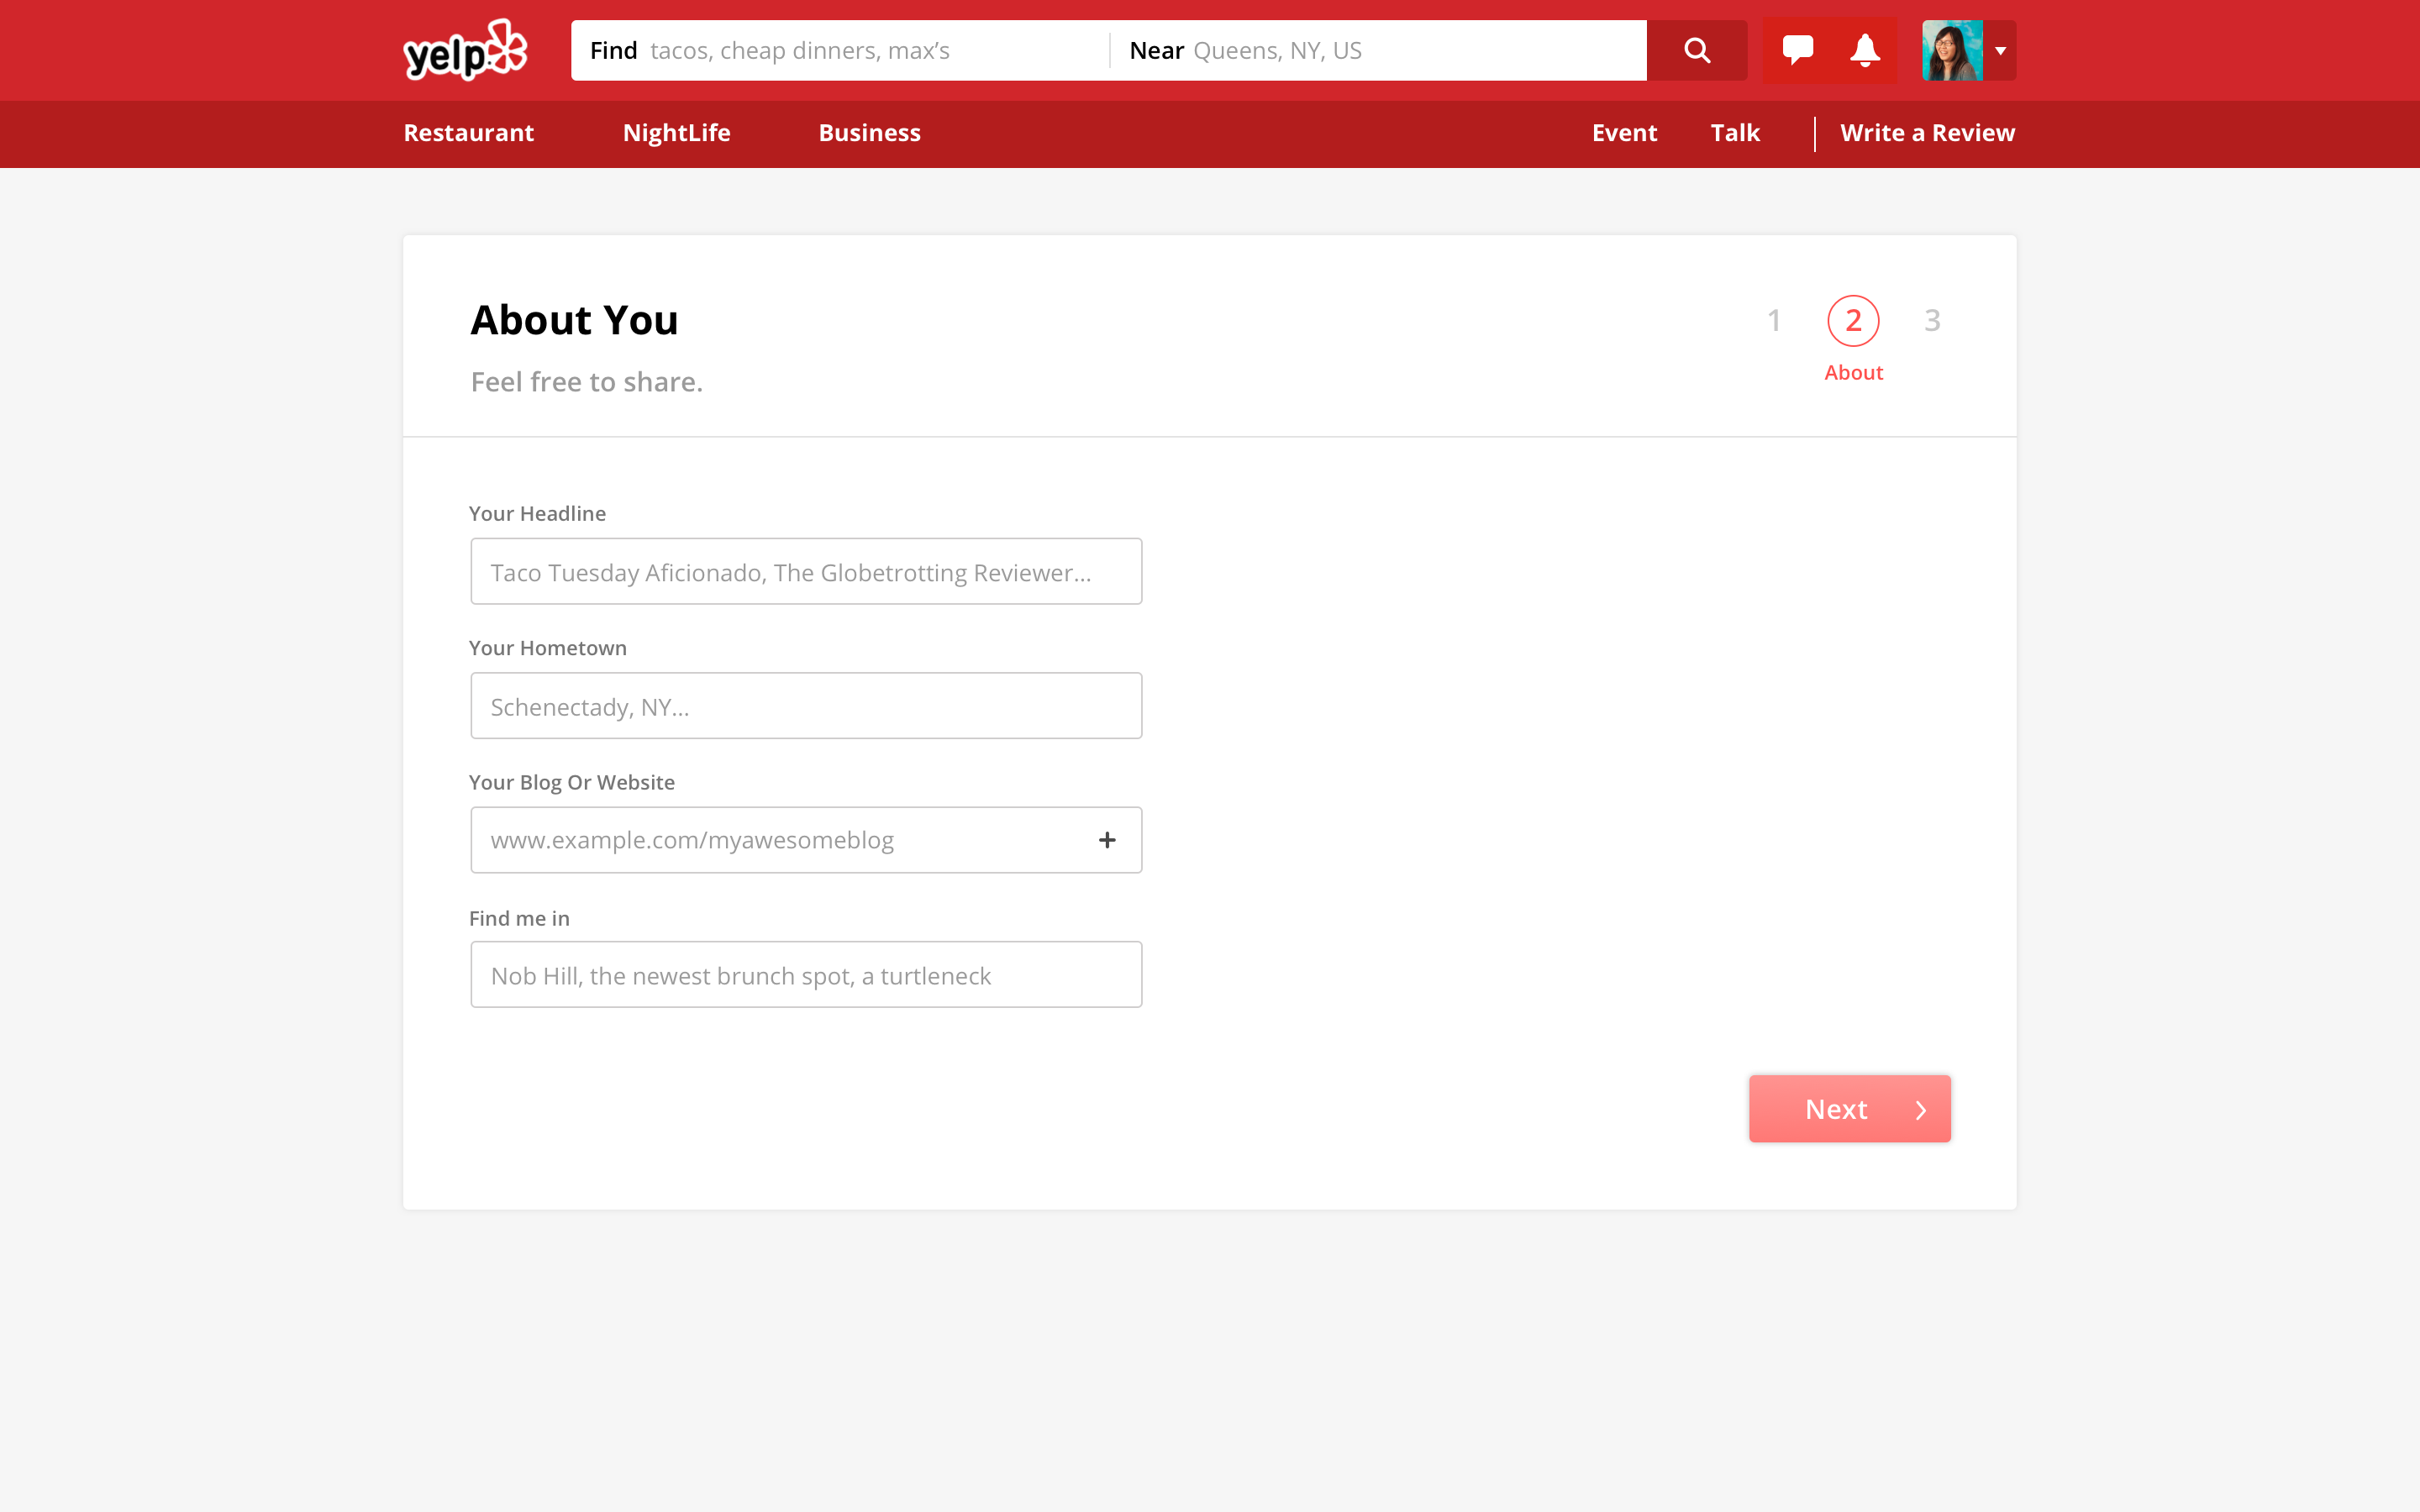 yelp
Find tacos, cheap dinners, max’s
Near Queens, NY, US
Restaurant NightLife Business Event Talk Write a Review
About You
Feel free to share.
1 2 3
About
Your Headline
Taco Tuesday Aficionado, The Globetrotting Reviewer...
Your Hometown
Schenectady, NY...
Your Blog Or Website
www.example.com/myawesomeblog
Find me in
Nob Hill, the newest brunch spot, a turtleneck
Next